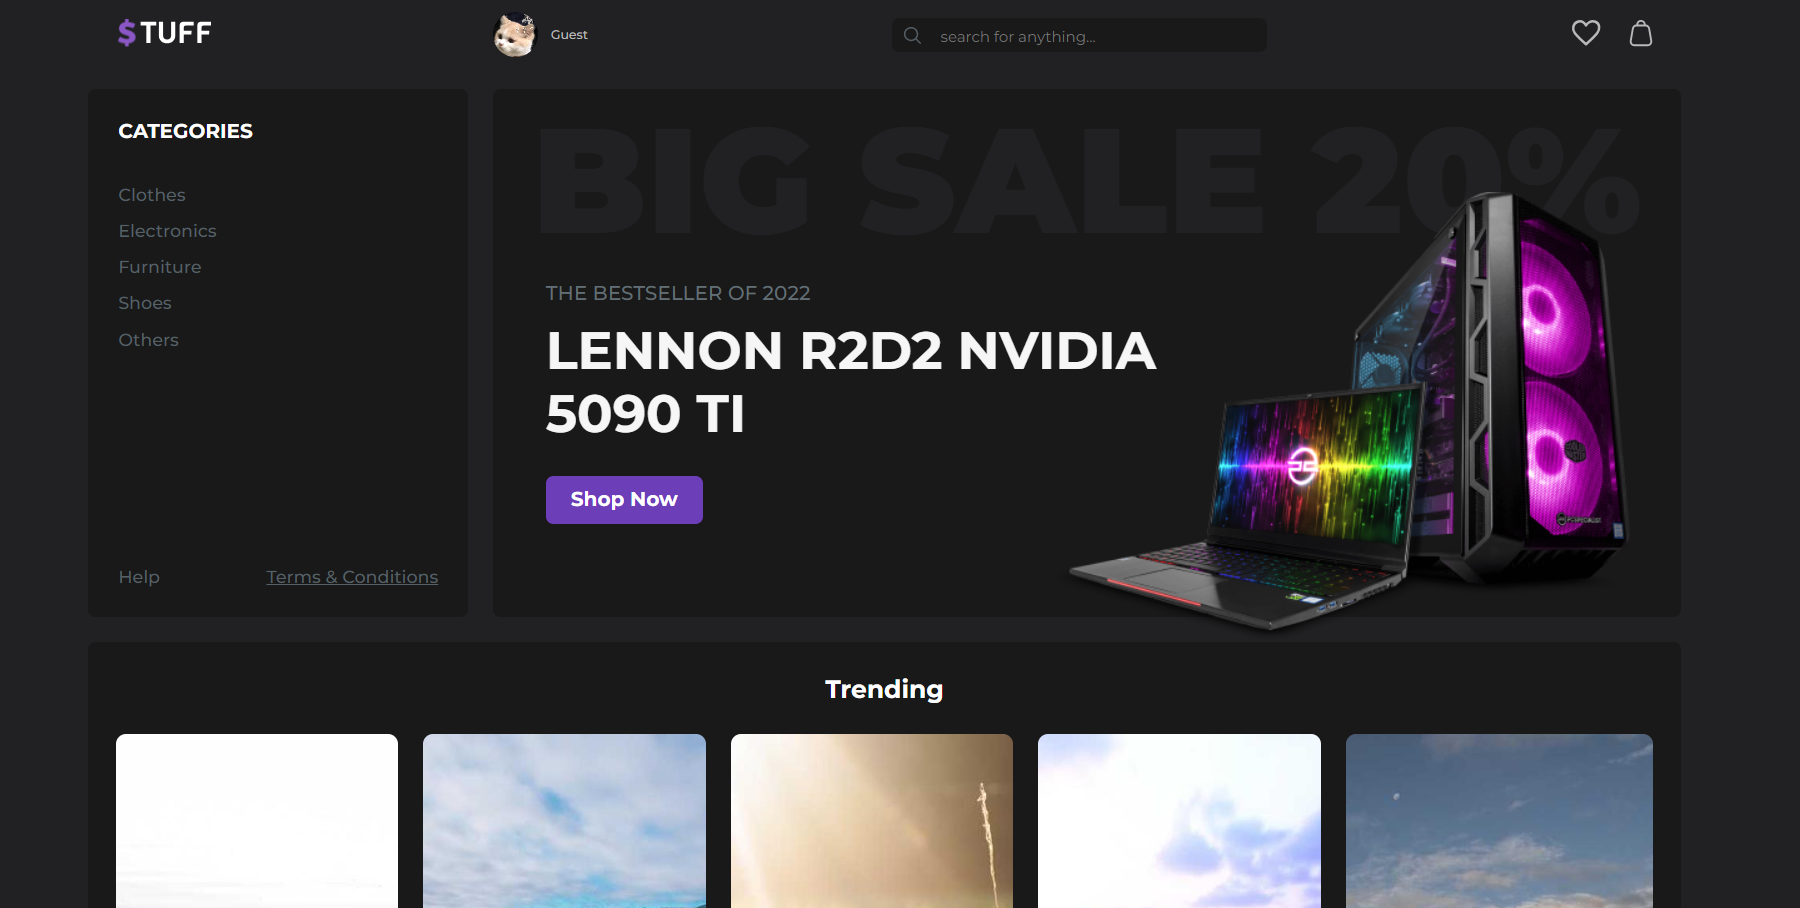 $TUFF
Guest
search for anything...
CATEGORIES
Clothes
Electronics
Furniture
Shoes
Others
Help
Terms & Conditions
BIG SALE 20%
THE BESTSELLER OF 2022
LENNON R2D2 NVIDIA
5090 TI
Shop Now
Trending